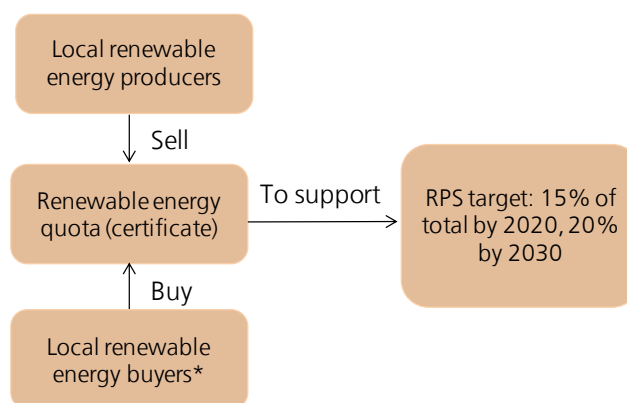 Local renewable
energy producers
Sell
Renewable energy
quota (certificate)
To support
RPS target: 15% of
total by 2020, 20%
by 2030
Buy
Local renewable
energy buyers*